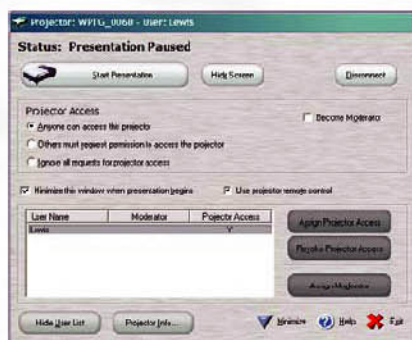 Projector: WPTG_0060 - User: Lewis
Status: Presentation Paused
Start Presentation
Hide Screen
Disconnect
Projector Access
Anyone can access the projector
Become Moderator
Others must request permission to access the projector
Ignore all requests for projector access
Minimize this window when presentation begins
Use projector remote control
User Name Moderator Projector Access
Lewis Y
Assign Projector Access
Revoke Projector Access
Assign Moderator
Hide User List
Projector Info...
Minimize
Help
Exit